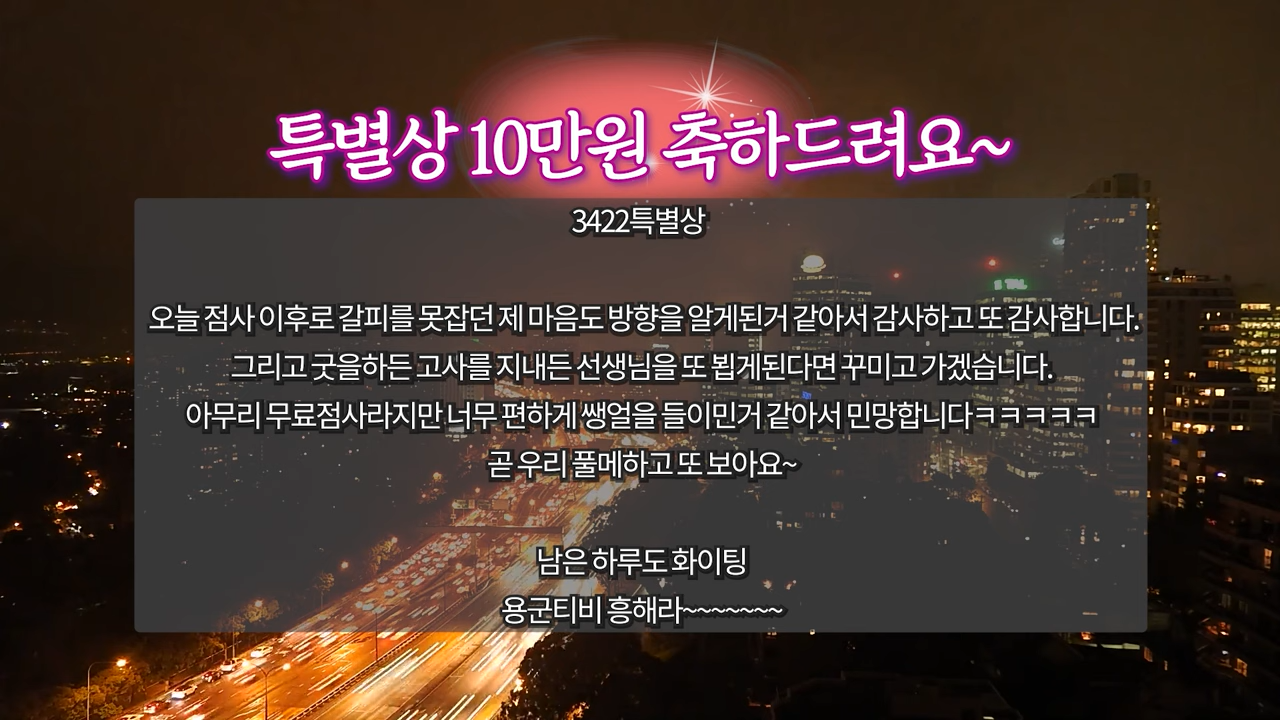 특별상 10만원 축하드려요~
3422특별상
오늘 점사 이후로 갈피를 못잡던 제 마음도 방향을 알게된거 같아서 감사하고 또 감사합니다.
그리고 굿을하든 고사를 지내든 선생님을 또 뵙게된다면 꾸미고 가겠습니다.
아무리 무료점사라지만 너무 편하게 쌩얼을 들이민거 같아서 민망합니다ㅋㅋㅋㅋㅋ
곧 우리 풀메하고 또 보아요~
남은 하루도 화이팅
용군티비 흥해라~~~~~~~